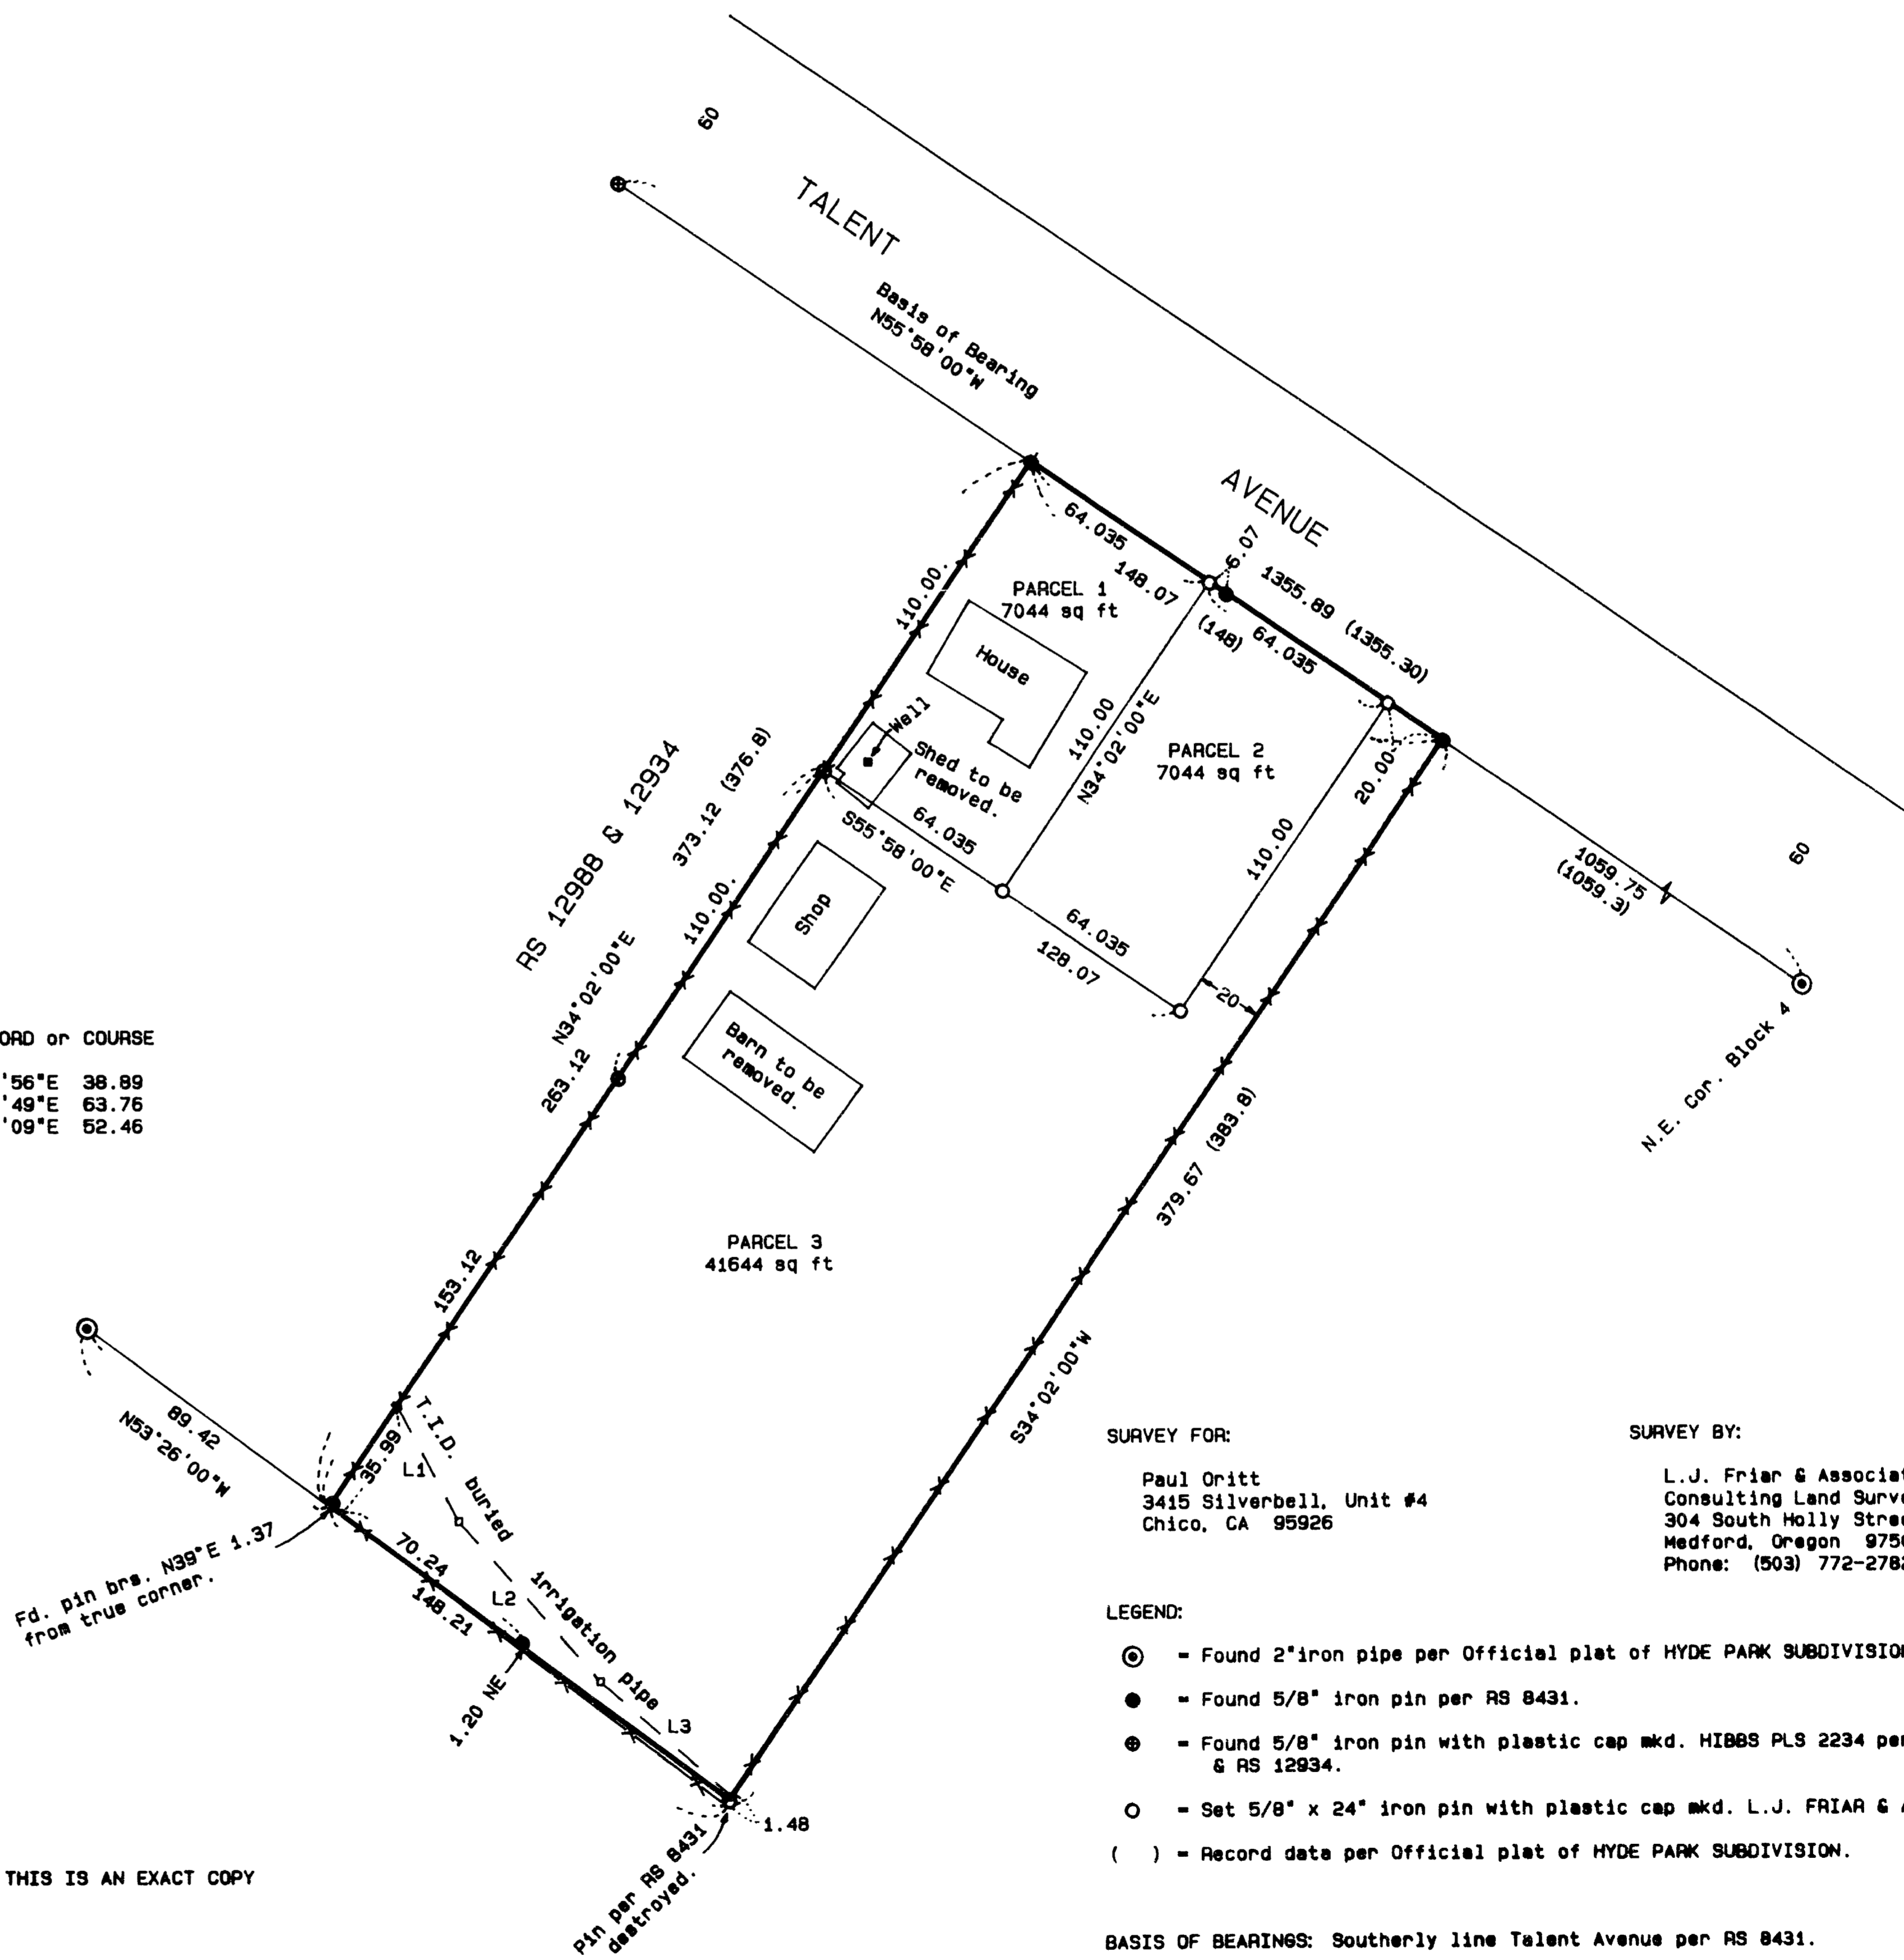 60
TALENT
Basis of Bearing
N55°58'00"W
AVENUE
64.035
6.07
148.07
1355.89 (1355.30)
(148)
64.035
110.00.
PARCEL 1
7044 sq ft
House
Well
Shed to be
removed.
110.00
N34°02'00"E
PARCEL 2
7044 sq ft
20.00
110.00
1059.75
(1059.3)
60
N.E. Cor. Block 4
RS 12988 & 12934
373.12 (376.8)
64.035
S55°58'00"E
Shop
110.00.
64.035
128.07
20
N34°02'00"E
263.12
Barn to be
removed.
ORD or COURSE
'56"E 38.89
'49"E 63.76
'09"E 52.46
379.67 (383.8)
PARCEL 3
41644 sq ft
153.12
S34°02'00"W
89.42
N53°26'00"W
35.99
T.I.D. buried irrigation pipe
L1
L2
L3
70.24
148.21
Fd. pin brs. N39°E 1.37
from true corner.
1.20 NE
1.48
Pin per RS 8431
destroyed.
THIS IS AN EXACT COPY
SURVEY FOR:
Paul Oritt
3415 Silverbell, Unit #4
Chico, CA 95926
SURVEY BY:
L.J. Friar & Associat
Consulting Land Surve
304 South Holly Stree
Medford, Oregon 9750
Phone: (503) 772-2782
LEGEND:
= Found 2"iron pipe per Official plat of HYDE PARK SUBDIVISION
= Found 5/8" iron pin per RS 8431.
= Found 5/8" iron pin with plastic cap mkd. HIBBS PLS 2234 per
& RS 12934.
= Set 5/8" x 24" iron pin with plastic cap mkd. L.J. FRIAR & A
( ) = Record data per Official plat of HYDE PARK SUBDIVISION.
BASIS OF BEARINGS: Southerly line Talent Avenue per RS 8431.